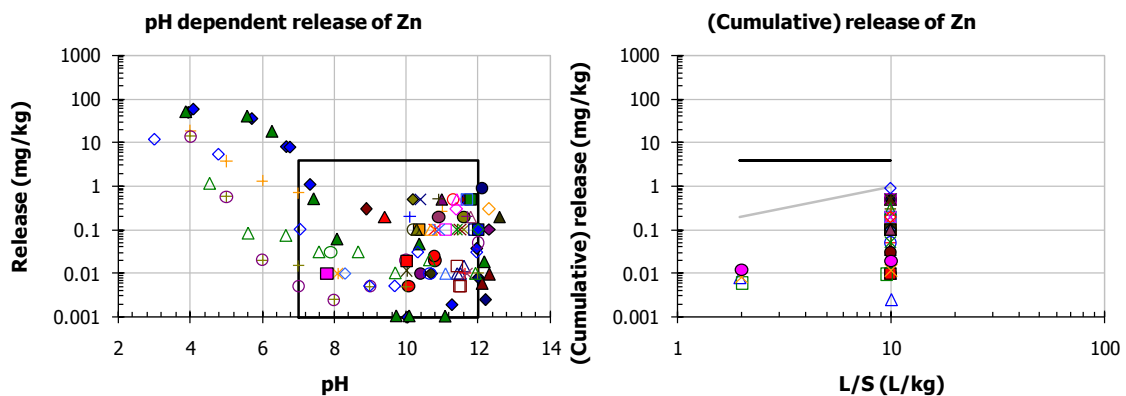 pH dependent release of Zn
(Cumulative) release of Zn
Release (mg/kg)
1000
100
10
1
0.1
0.01
0.001
2 4 6 8 10 12 14
pH
(Cumulative) release (mg/kg)
1000
100
10
1
0.1
0.01
0.001
1 10 100
L/S (L/kg)